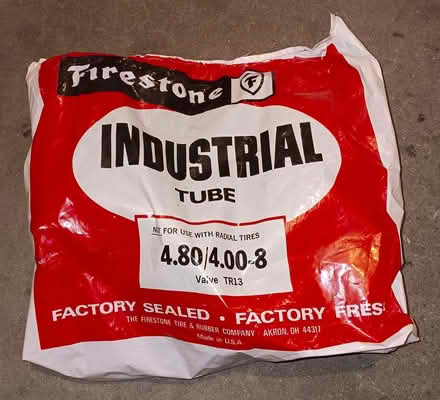 Firestone F
INDUSTRIAL
TUBE
NOT FOR USE WITH RADIAL TIRES
4.80/4.00-8
Valve TR13
FACTORY SEALED • FACTORY FRES
THE FIRESTONE TIRE & RUBBER COMPANY AKRON, OH 44317
Made in U.S.A.